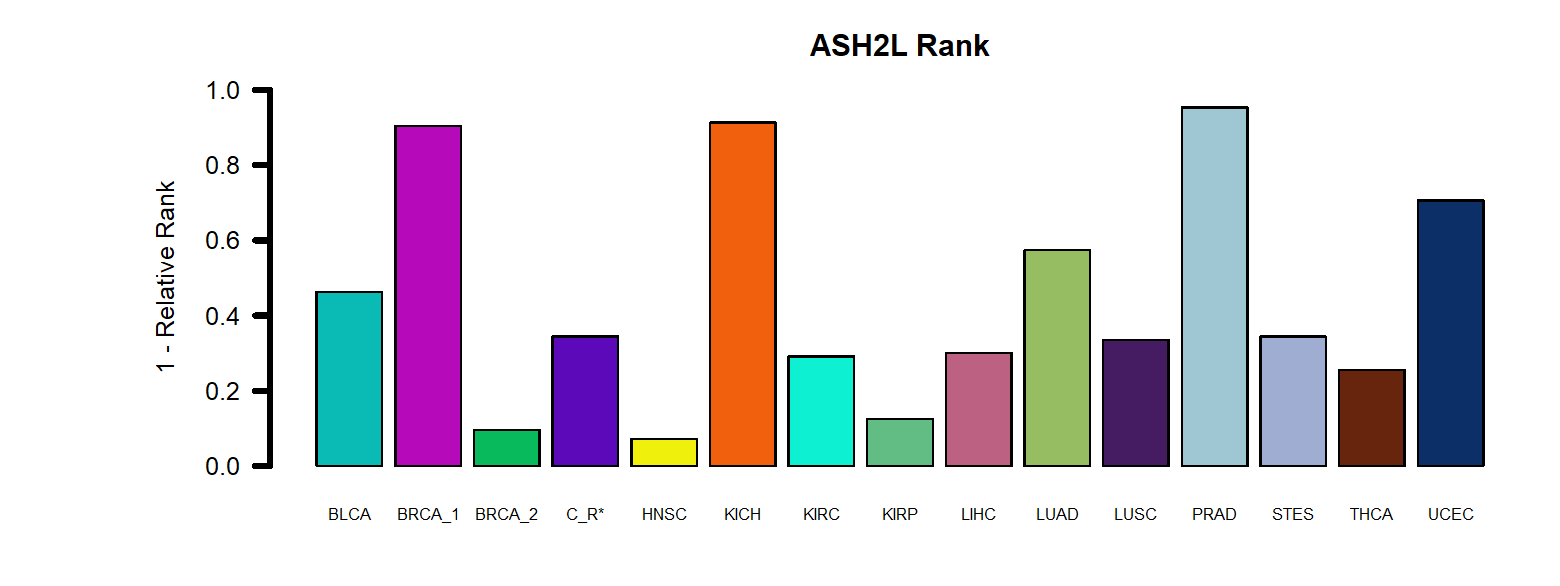 ASH2L Rank
1 - Relative Rank
1.0
0.8
0.6
0.4
0.2
0.0
BLCA BRCA_1 BRCA_2 C_R* HNSC KICH KIRC KIRP LIHC LUAD LUSC PRAD STES THCA UCEC